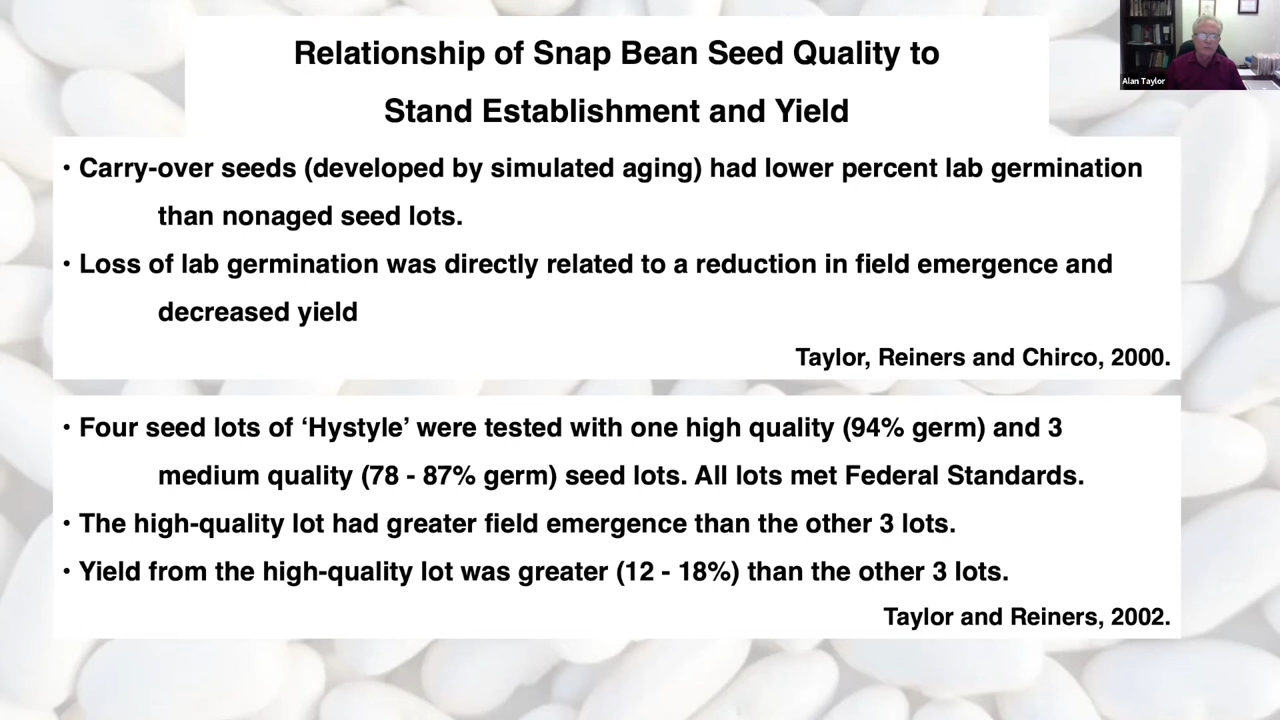 Relationship of Snap Bean Seed Quality to
Stand Establishment and Yield
Alan Taylor
• Carry-over seeds (developed by simulated aging) had lower percent lab germination
than nonaged seed lots.
• Loss of lab germination was directly related to a reduction in field emergence and
decreased yield
Taylor, Reiners and Chirco, 2000.
• Four seed lots of ‘Hystyle’ were tested with one high quality (94% germ) and 3
medium quality (78 - 87% germ) seed lots. All lots met Federal Standards.
• The high-quality lot had greater field emergence than the other 3 lots.
• Yield from the high-quality lot was greater (12 - 18%) than the other 3 lots.
Taylor and Reiners, 2002.